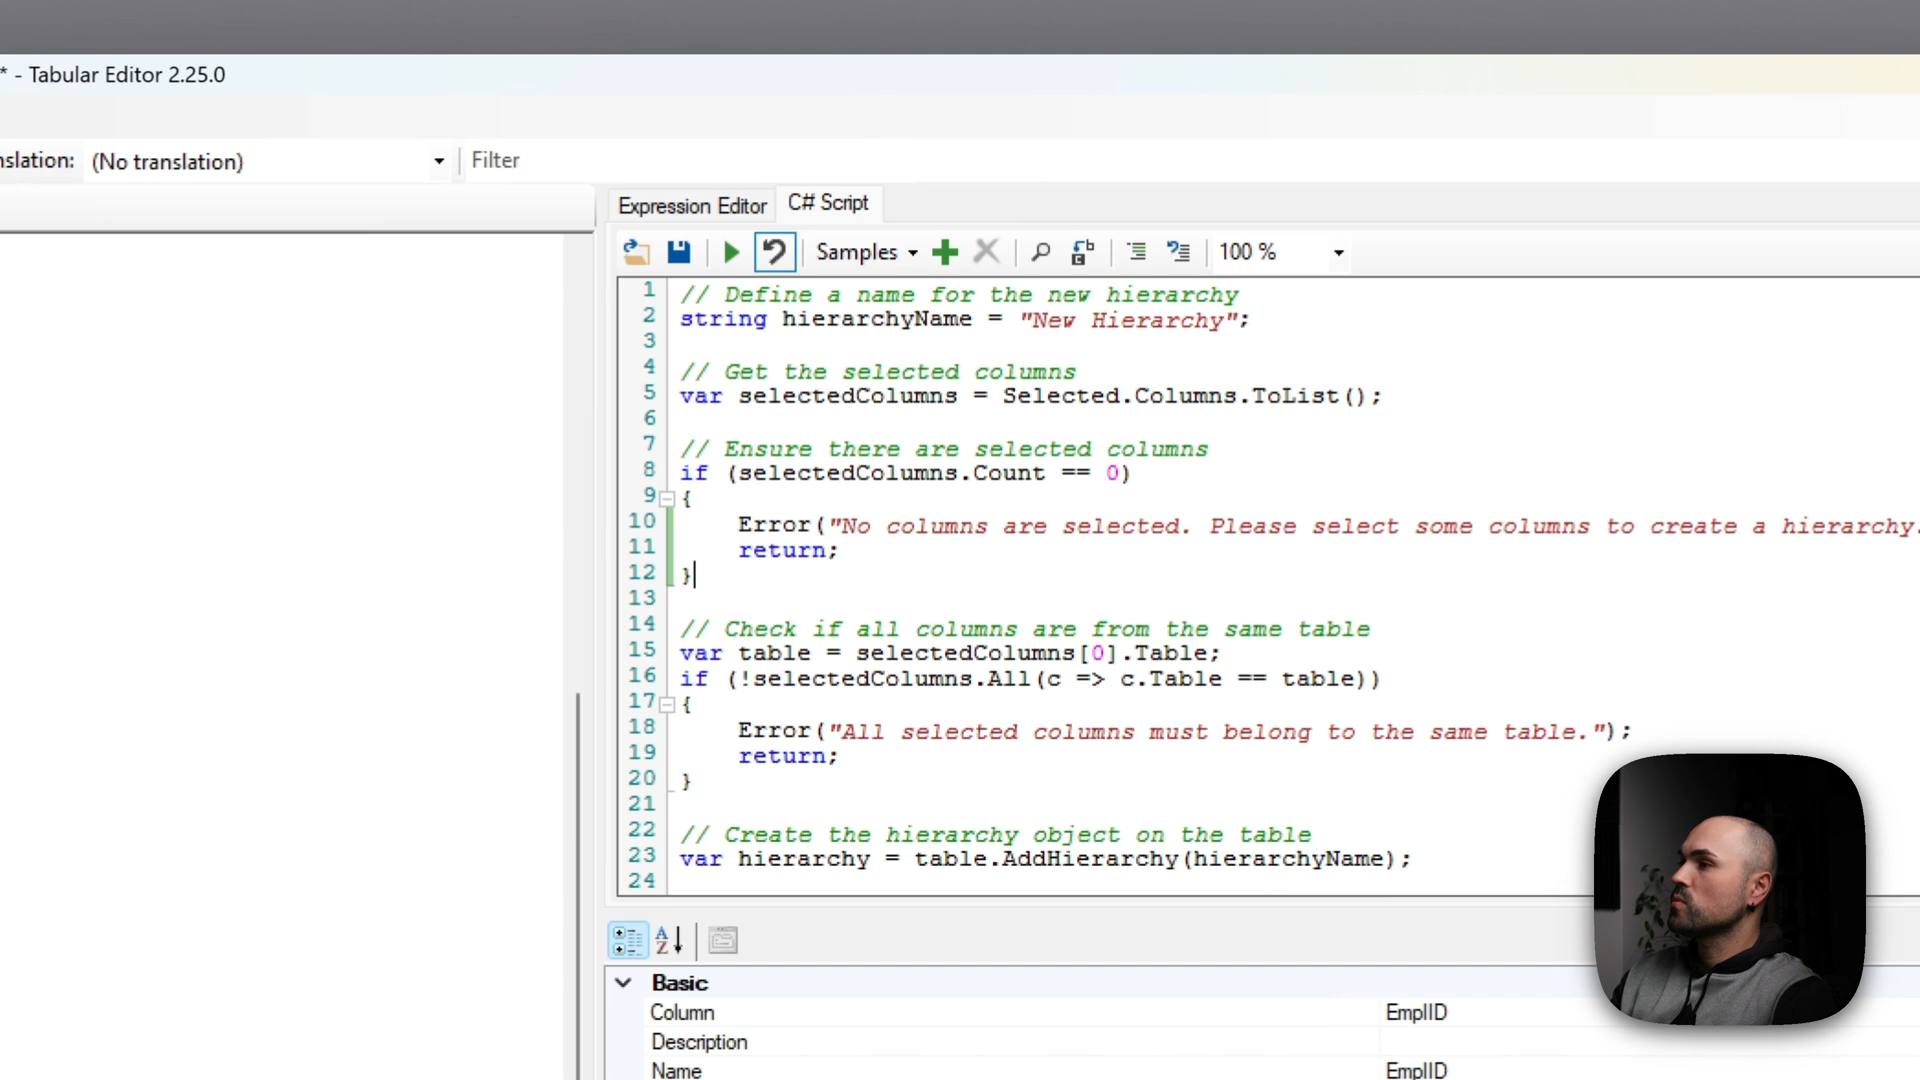 * - Tabular Editor 2.25.0
nslation: (No translation) Filter
Expression Editor C# Script
Samples 100 %
1 // Define a name for the new hierarchy
2 string hierarchyName = "New Hierarchy";
3
4 // Get the selected columns
5 var selectedColumns = Selected.Columns.ToList();
6
7 // Ensure there are selected columns
8 if (selectedColumns.Count == 0)
9 {
10 Error("No columns are selected. Please select some columns to create a hierarchy.
11 return;
12 }
13
14 // Check if all columns are from the same table
15 var table = selectedColumns[0].Table;
16 if (!selectedColumns.All(c => c.Table == table))
17 {
18 Error("All selected columns must belong to the same table.");
19 return;
20 }
21
22 // Create the hierarchy object on the table
23 var hierarchy = table.AddHierarchy(hierarchyName);
24
Basic
Column EmplID
Description
Name EmplID